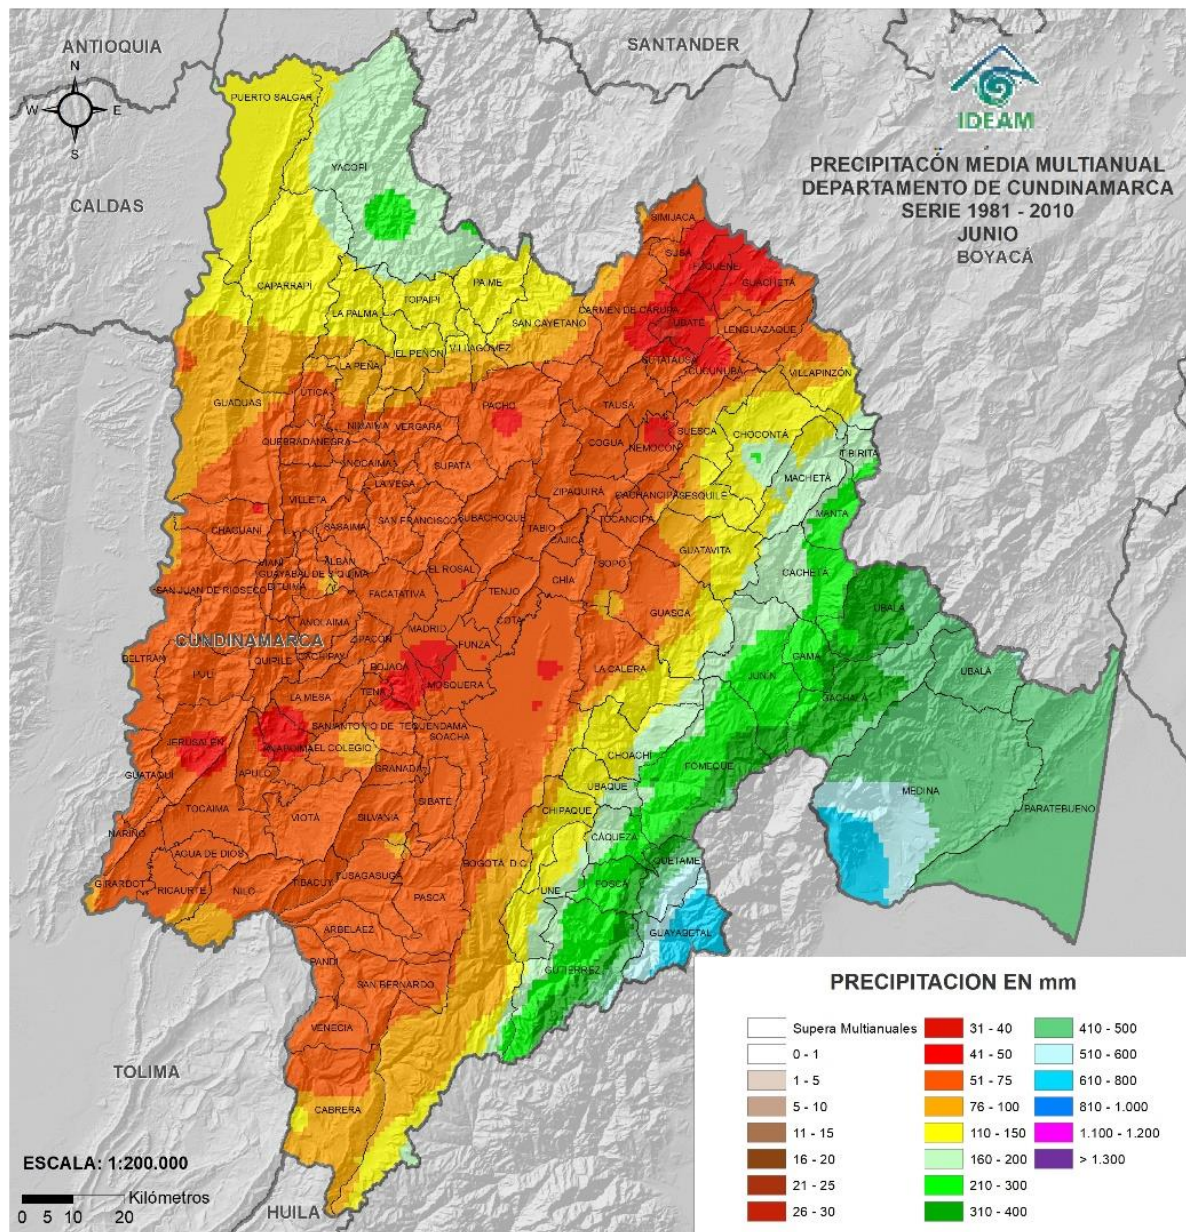 ANTIOQUIA
SANTANDER
N
W
E
S
IDEAM
PRECIPITACÓN MEDIA MULTIANUAL
DEPARTAMENTO DE CUNDINAMARCA
SERIE 1981 - 2010
JUNIO
BOYACÁ
CALDAS
PUERTO SALGAR
YACOPÍ
SIMIJACA
SUSA
GUACHETÁ
CAPARRAPÍ
TOPAIPÍ
PAIME
LA PALMA
SAN CAYETANO
CARMEN DE CARUPA
UBATÉ
LENGUAZAQUE
EL PEÑÓN
VILLAGÓMEZ
SUTATAUSA
CUCUNUBÁ
LA PEÑA
VILLAPINZÓN
GUADUAS
ÚTICA
PACHO
TAUSA
NIMAIMA
VERGARA
SUESCA
CHOCONTÁ
QUEBRADANEGRA
COGUA
NEMOCÓN
NOCAIMA
SUPATÁ
TIBIRITA
MACHETÁ
LA VEGA
VILLETA
ZIPAQUIRÁ
GACHANCIPÁ
SESQUILÉ
MANTA
CHAGUANÍ
SASAIMA
SAN FRANCISCO
SUBACHOQUE
TABIO
TOCANCIPÁ
CAJICÁ
GUATAVITA
VIANÍ
ALBÁN
GUAYABAL DE SÍQUIMA
EL ROSAL
SOPÓ
CACHETÁ
BITUIMA
CHÍA
SAN JUAN DE RIOSECO
FACATATIVÁ
TENJO
UBALÁ
GUASCA
ANOLAIMA
COTA
MADRID
CUNDINAMARCA
ZIPACÓN
FUNZA
GAMA
BELTRÁN
QUIPILE
CACHIPAY
BOJACÁ
LA CALERA
UBALÁ
PULÍ
JUNÍN
MOSQUERA
GACHALÁ
LA MESA
TENA
SAN ANTONIO DE TEQUENDAMA
SOACHA
JERUSALÉN
ANAPOIMA
EL COLEGIO
CHOACHÍ
FOMEQUE
GUATAQUÍ
APULO
GRANADA
UBAQUE
MEDINA
PARATEBUENO
TOCAIMA
VIOTÁ
SILVANIA
SIBATÉ
CHIPAQUE
NARIÑO
CÁQUEZA
AGUA DE DIOS
BOGOTÁ, D.C.
QUETAME
GIRARDOT
RICAURTE
NILO
TIBACUY
FUSAGASUGÁ
PASCA
UNE
FOSCA
ARBELÁEZ
GUAYABETAL
PANDI
GUTIÉRREZ
SAN BERNARDO
VENECIA
TOLIMA
CABRERA
HUILA
ESCALA: 1:200.000
Kilómetros
0 5 10 20
PRECIPITACION EN mm
Supera Multianuales
0 - 1
1 - 5
5 - 10
11 - 15
16 - 20
21 - 25
26 - 30
31 - 40
41 - 50
51 - 75
76 - 100
110 - 150
160 - 200
210 - 300
310 - 400
410 - 500
510 - 600
610 - 800
810 - 1.000
1.100 - 1.200
> 1.300